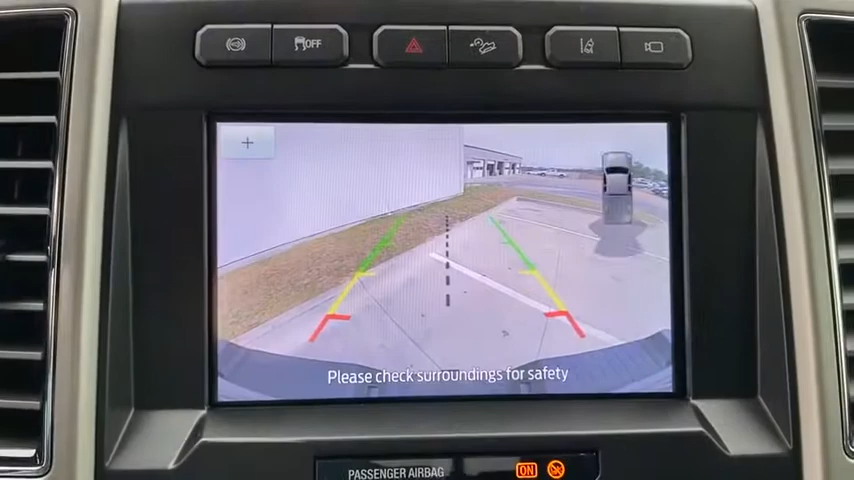 OFF
+
Please check surroundings for safety
PASSENGER AIRBAG ON